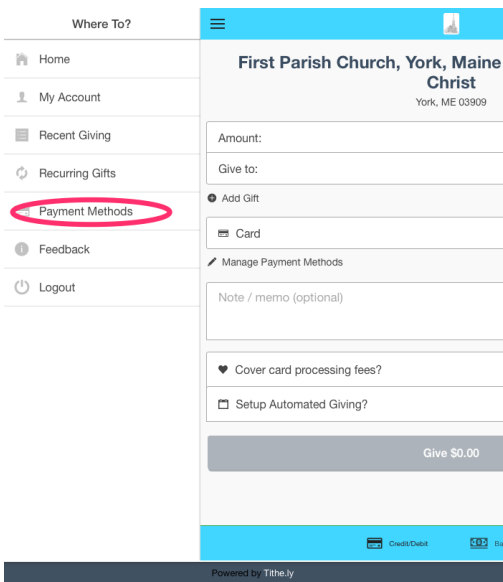 Where To?
Home
My Account
Recent Giving
Recurring Gifts
Payment Methods
Feedback
Logout
First Parish Church, York, Maine
Christ
York, ME 03909
Amount:
Give to:
Add Gift
Card
Manage Payment Methods
Note / memo (optional)
Cover card processing fees?
Setup Automated Giving?
Give $0.00
Credit/Debit
Ba
Powered by Tithe.ly